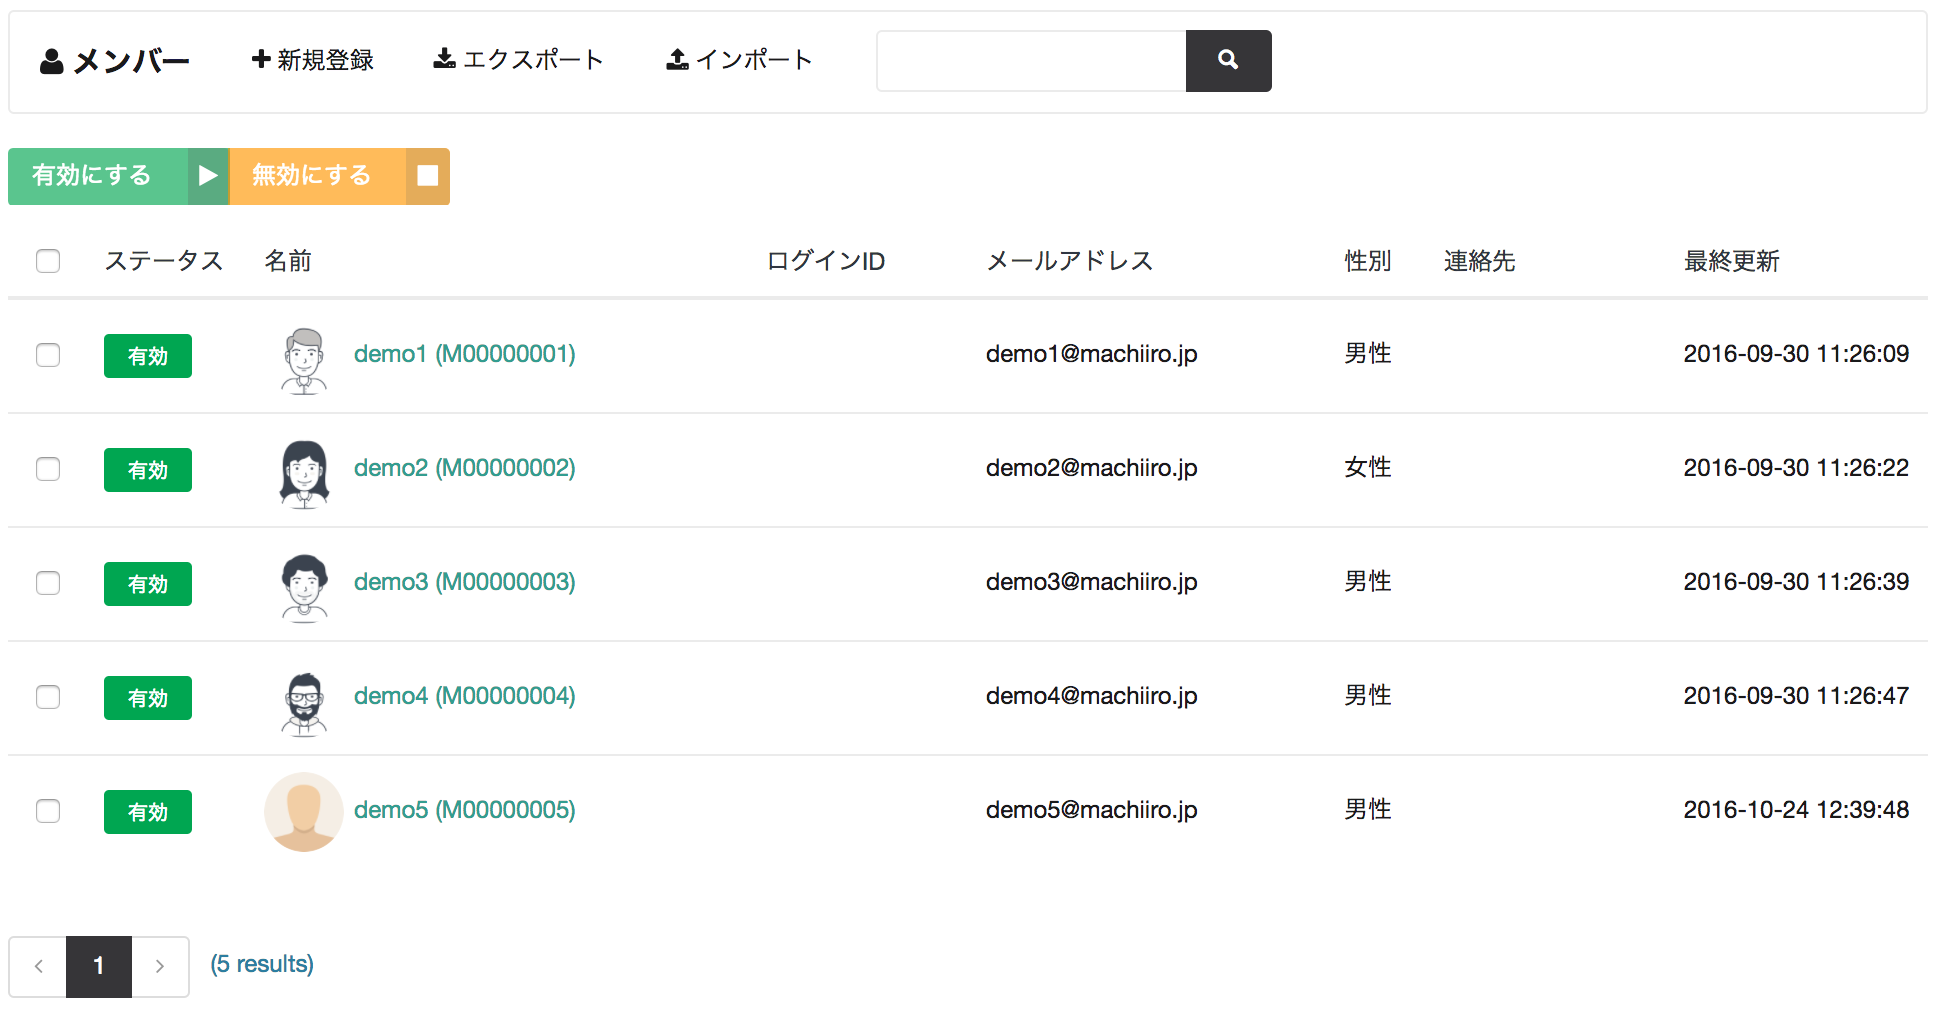 メンバー 新規登録 エクスポート インポート
有効にする 無効にする
ステータス 名前 ログインID メールアドレス 性別 連絡先 最終更新
有効 demo1 (M00000001) demo1@machiiro.jp 男性 2016-09-30 11:26:09
有効 demo2 (M00000002) demo2@machiiro.jp 女性 2016-09-30 11:26:22
有効 demo3 (M00000003) demo3@machiiro.jp 男性 2016-09-30 11:26:39
有効 demo4 (M00000004) demo4@machiiro.jp 男性 2016-09-30 11:26:47
有効 demo5 (M00000005) demo5@machiiro.jp 男性 2016-10-24 12:39:48
1 (5 results)